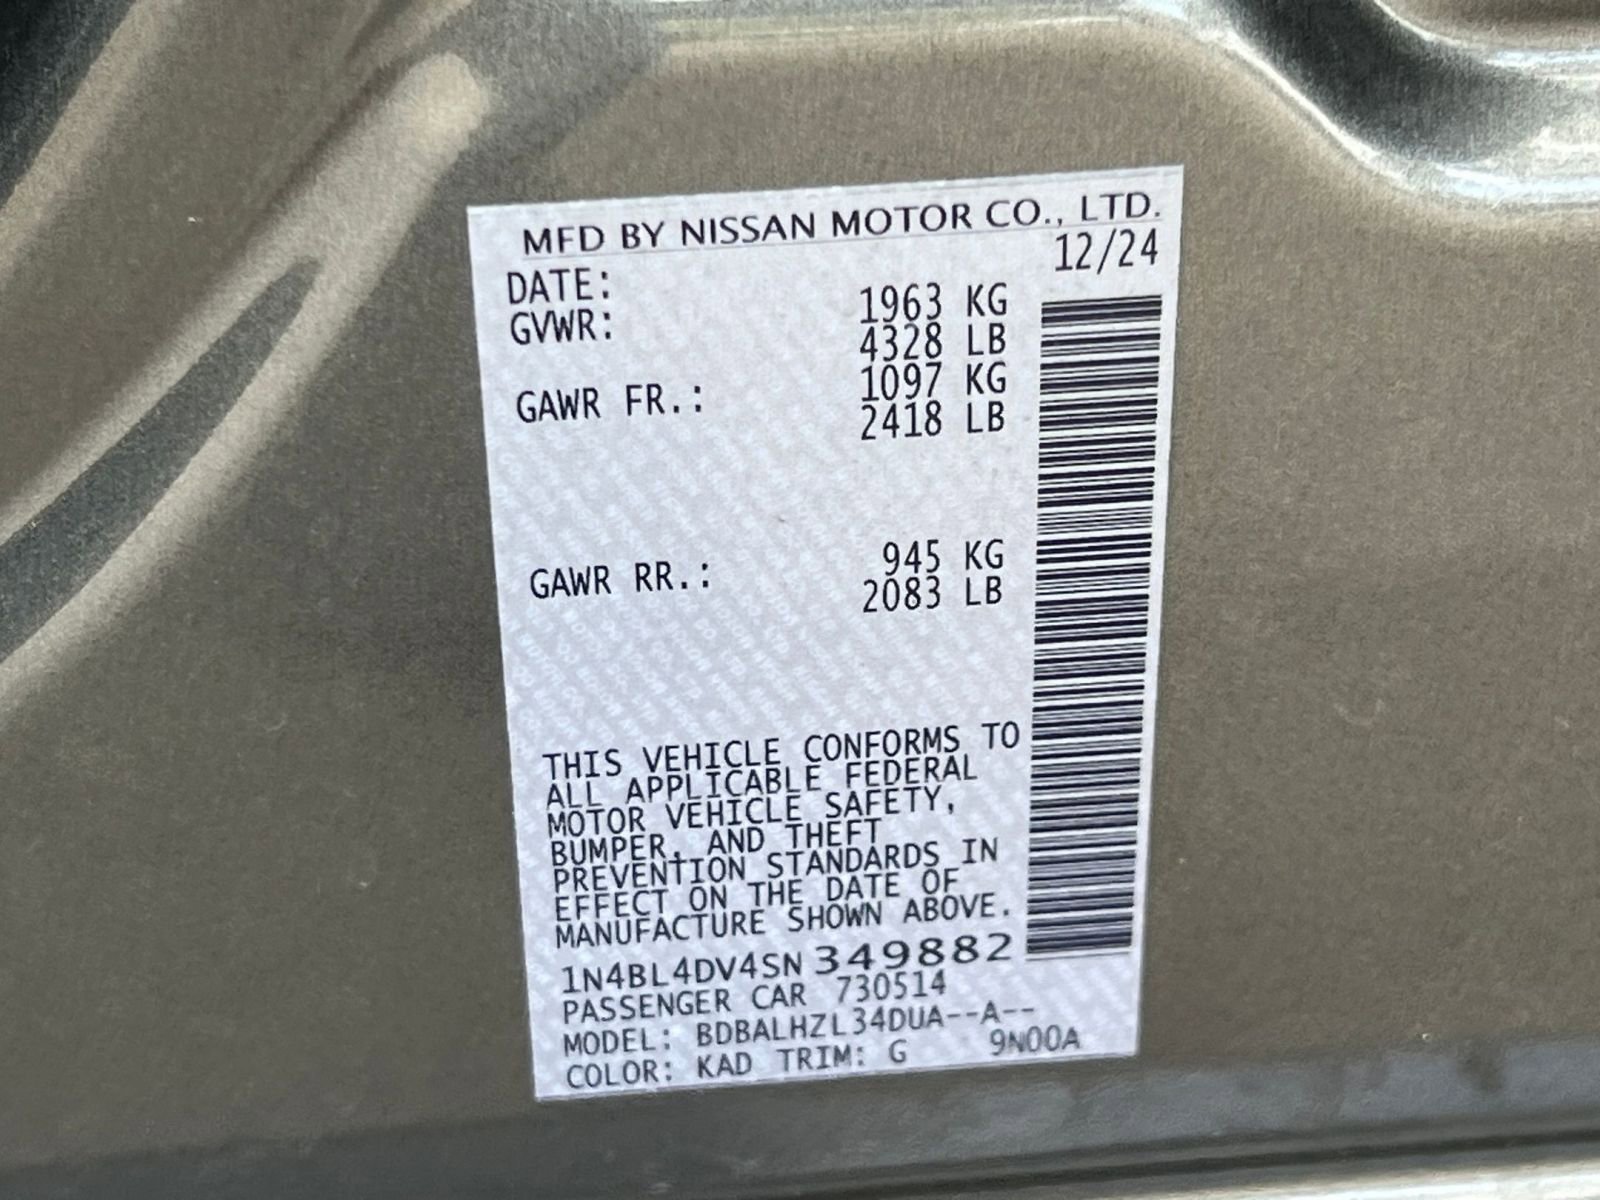 MFD BY NISSAN MOTOR CO., LTD.
DATE: 12/24
GVWR: 1963 KG
4328 LB
GAWR FR.: 1097 KG
2418 LB
GAWR RR.: 945 KG
2083 LB
THIS VEHICLE CONFORMS TO
ALL APPLICABLE FEDERAL
MOTOR VEHICLE SAFETY,
BUMPER, AND THEFT
PREVENTION STANDARDS IN
EFFECT ON THE DATE OF
MANUFACTURE SHOWN ABOVE.
1N4BL4DV4SN349882
PASSENGER CAR 730514
MODEL: BDBALHZL34DUA--A--
COLOR: KAD TRIM: G 9N00A